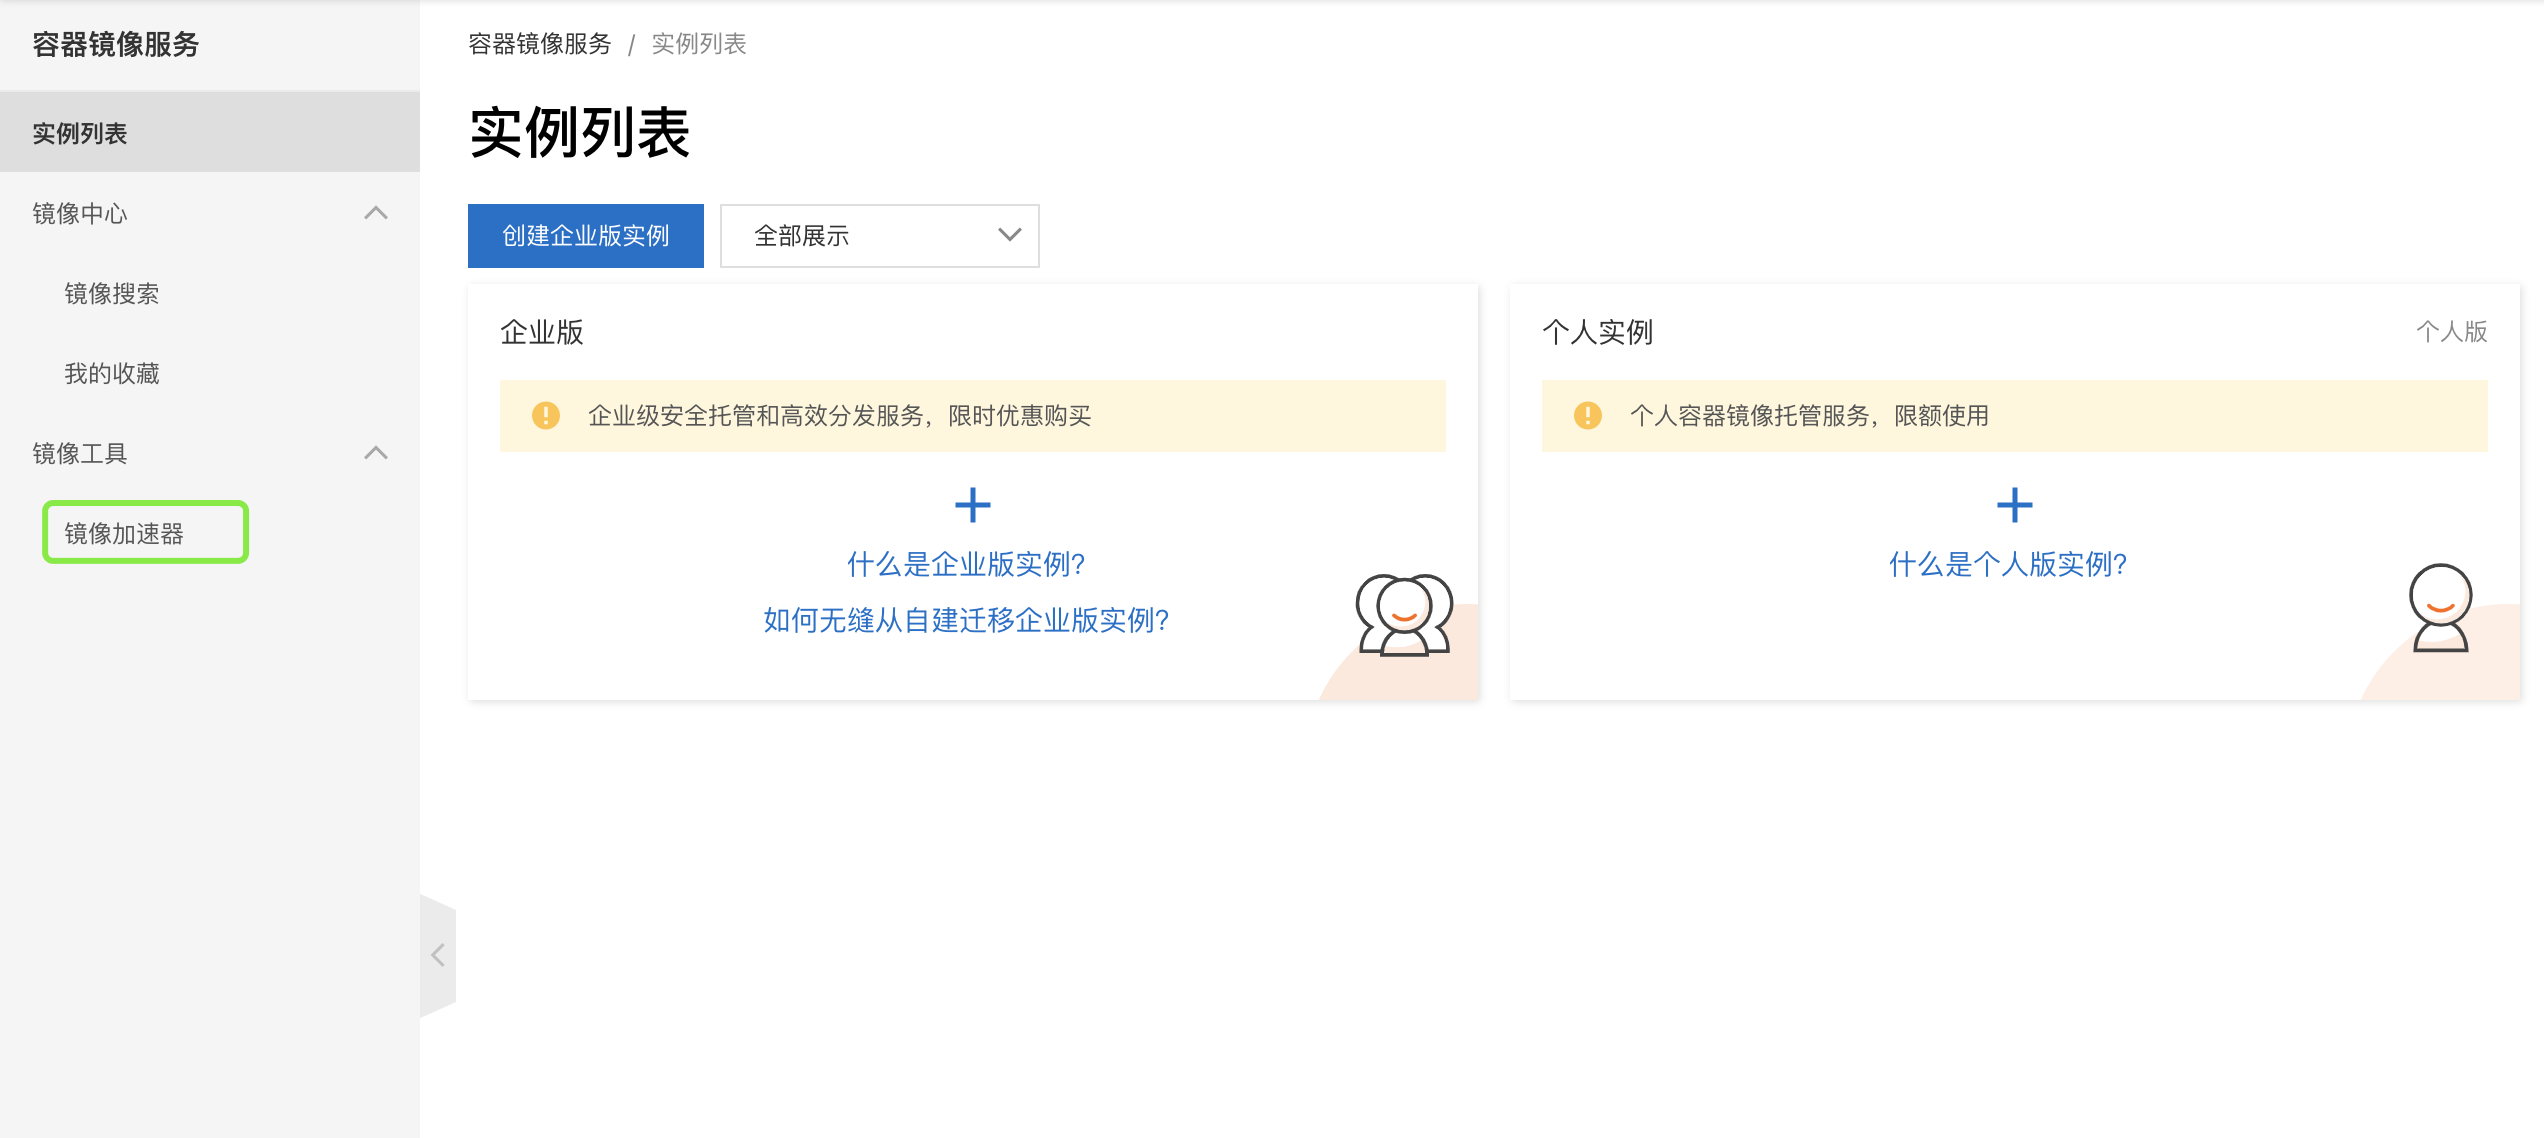 容器镜像服务
实例列表
镜像中心
镜像搜索
我的收藏
镜像工具
镜像加速器
容器镜像服务 / 实例列表
实例列表
创建企业版实例
全部展示
企业版
企业级安全托管和高效分发服务，限时优惠购买
什么是企业版实例?
如何无缝从自建迁移企业版实例?
个人实例
个人版
个人容器镜像托管服务，限额使用
什么是个人版实例?